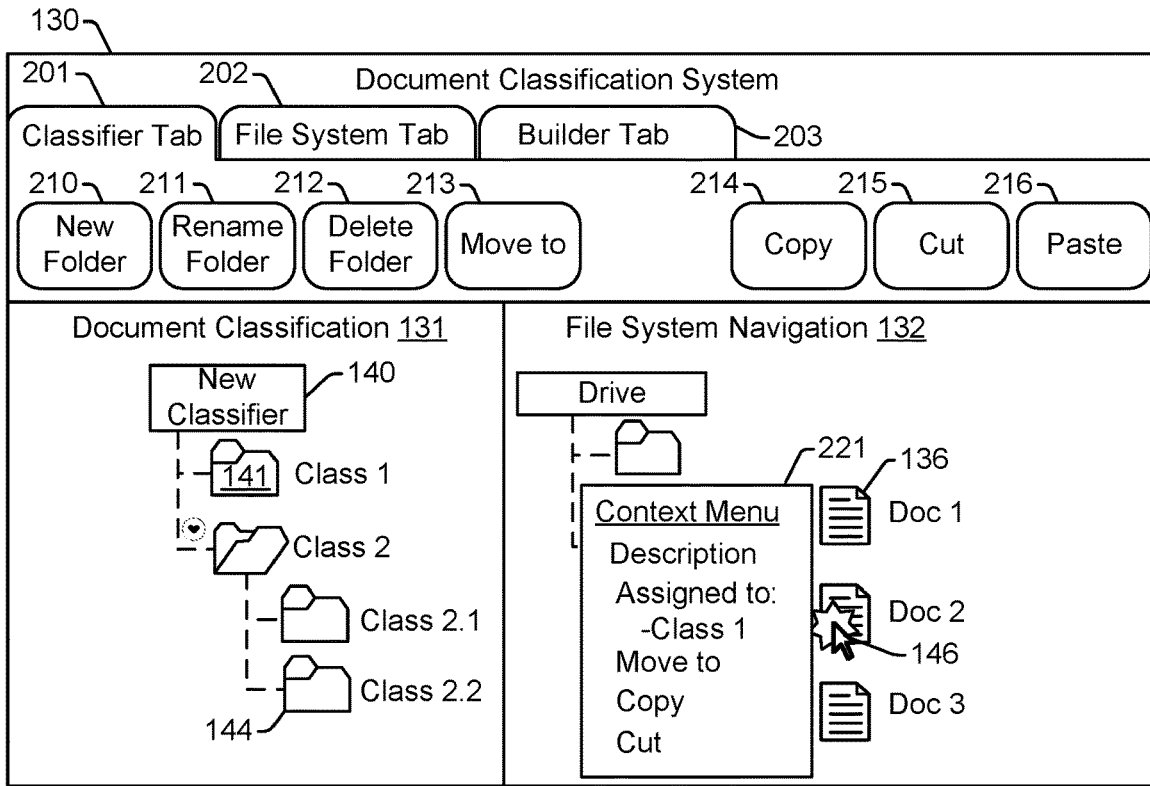 130
201
202
Document Classification System
Classifier Tab
File System Tab
Builder Tab
203
210
211
212
213
214
215
216
New
Folder
Rename
Folder
Delete
Folder
Move to
Copy
Cut
Paste
Document Classification 131
New
Classifier
140
141
Class 1
Class 2
Class 2.1
Class 2.2
144
File System Navigation 132
Drive
221
136
Context Menu
Description
Assigned to:
-Class 1
Move to
Copy
Cut
Doc 1
Doc 2
146
Doc 3